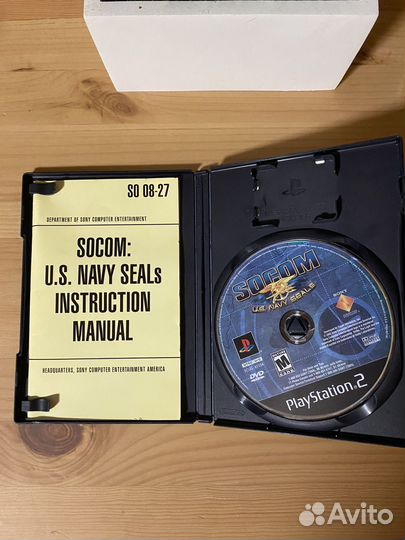 SO 08-27
DEPARTMENT OF SONY COMPUTER ENTERTAINMENT
SOCOM:
U.S. NAVY SEALs
INSTRUCTION
MANUAL
HEADQUARTERS, SONY COMPUTER ENTERTAINMENT AMERICA
SOCOM
U.S. NAVY SEALS
SONY
M
DVD
PlayStation 2
Avito